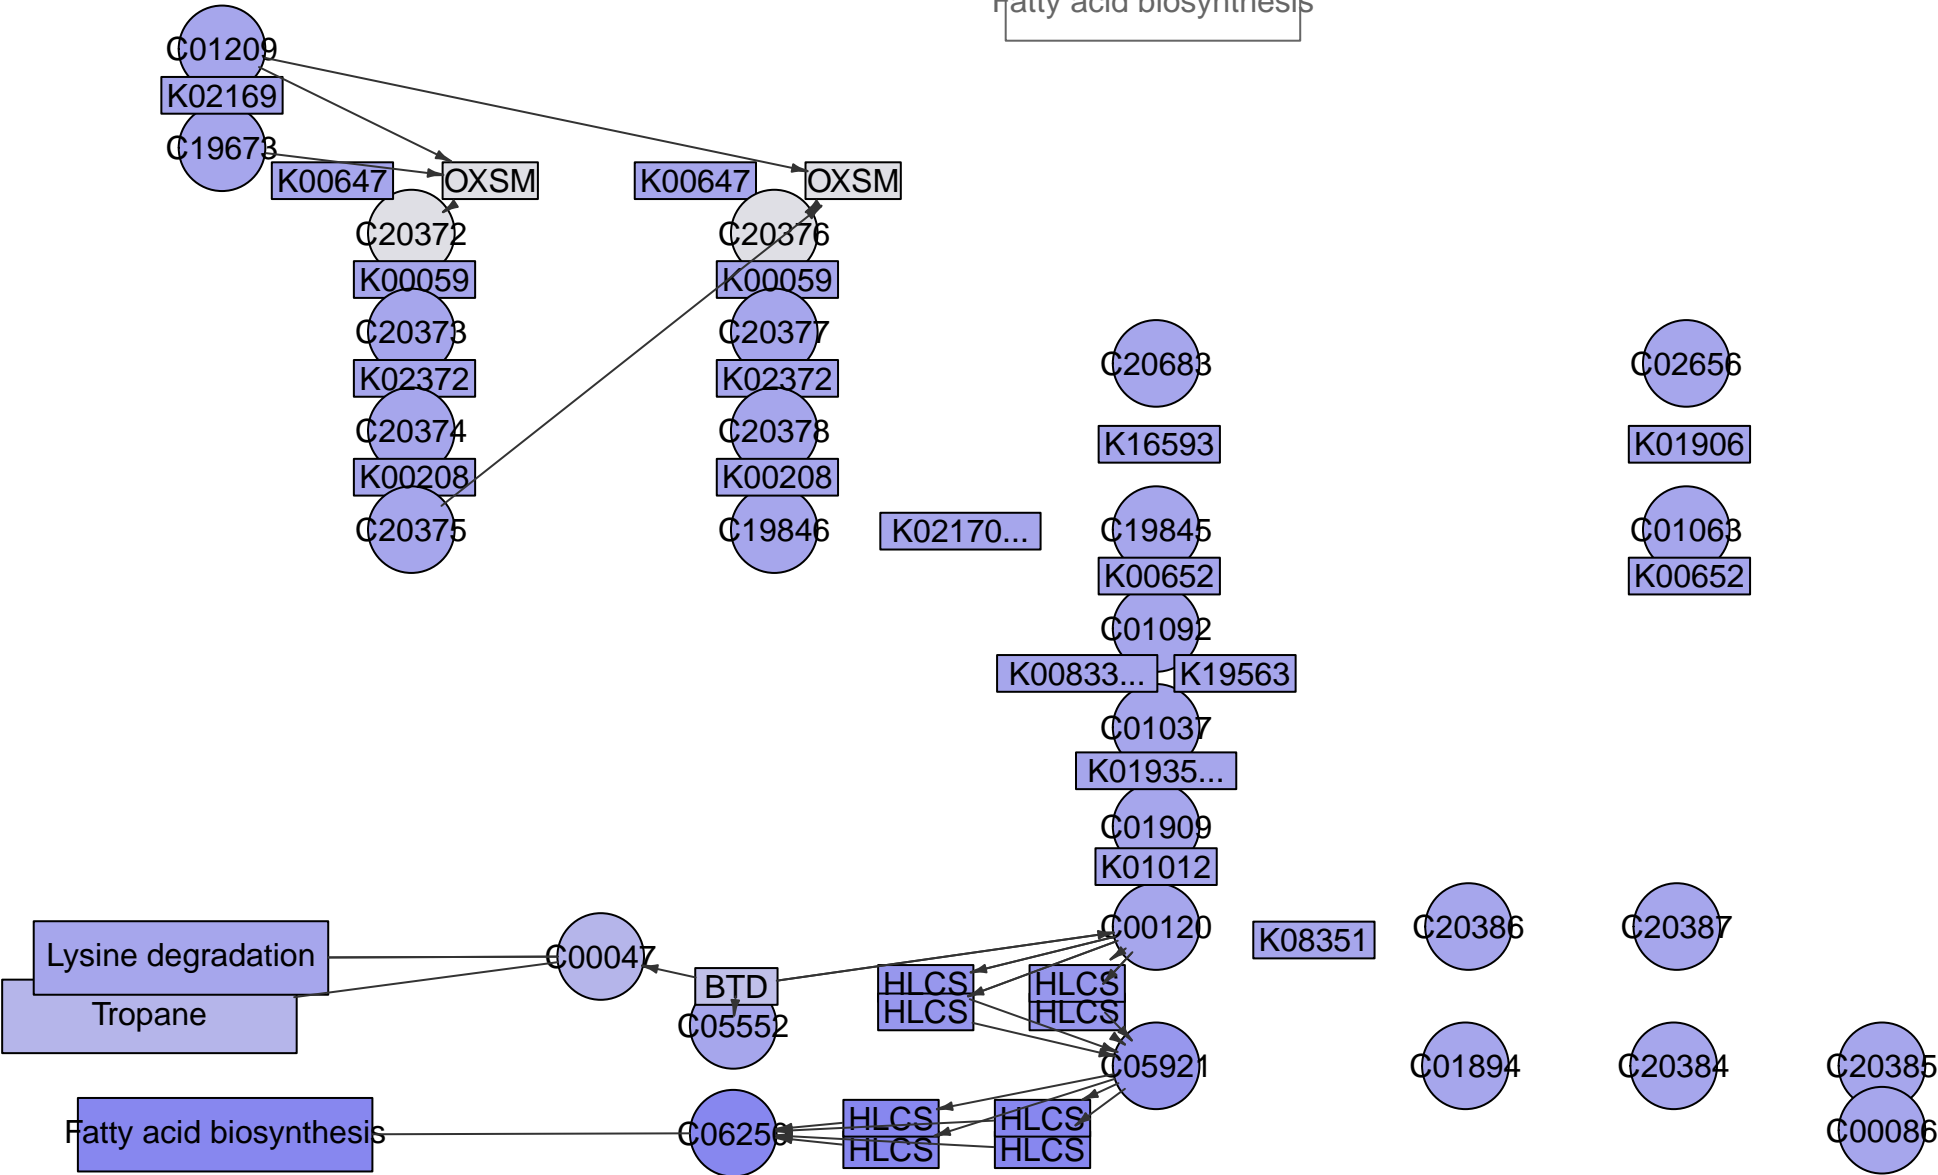 Fatty acid biosynthesis
C01209
K02169
C19673
K00647
OXSM
K00647
OXSM
C20372
C20376
K00059
K00059
C20373
C20377
C20683
C02656
K02372
K02372
C20374
C20378
K16593
K01906
K00208
K00208
C20375
C19846
K02170...
C19845
C01063
K00652
K00652
C01092
K00833...
K19563
C01037
K01935...
C01909
K01012
C00120
K08351
C20386
C20387
Lysine degradation
C00047
BTD
HLCS
HLCS
Tropane
C05552
HLCS
HLCS
C05921
C01894
C20384
C20385
Fatty acid biosynthesis
C06250
HLCS
HLCS
C00086
HLCS
HLCS